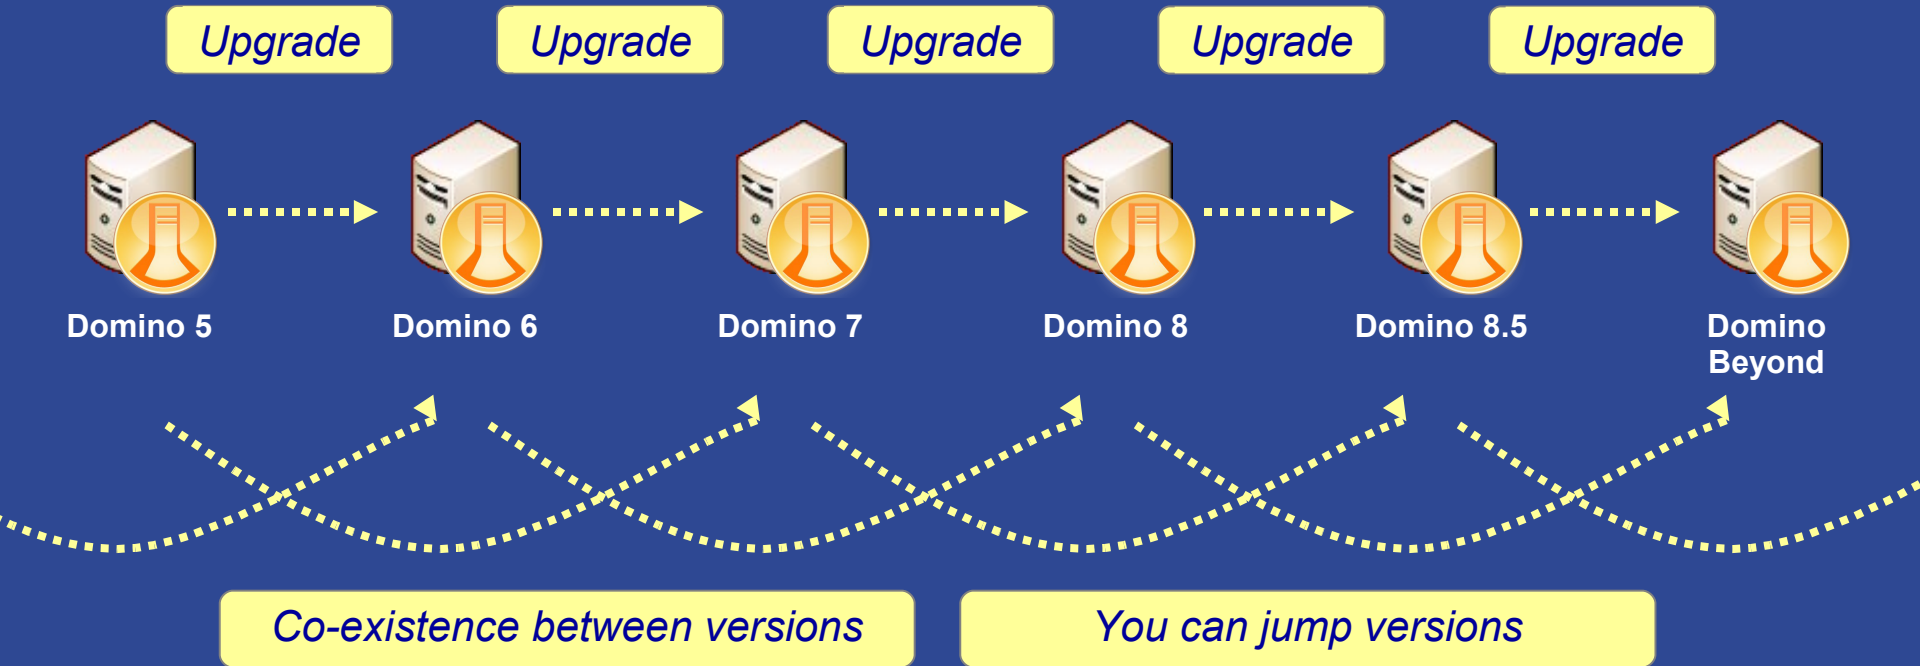 Upgrade
Upgrade
Upgrade
Upgrade
Upgrade
Domino 5
Domino 6
Domino 7
Domino 8
Domino 8.5
Domino
Beyond
Co-existence between versions
You can jump versions